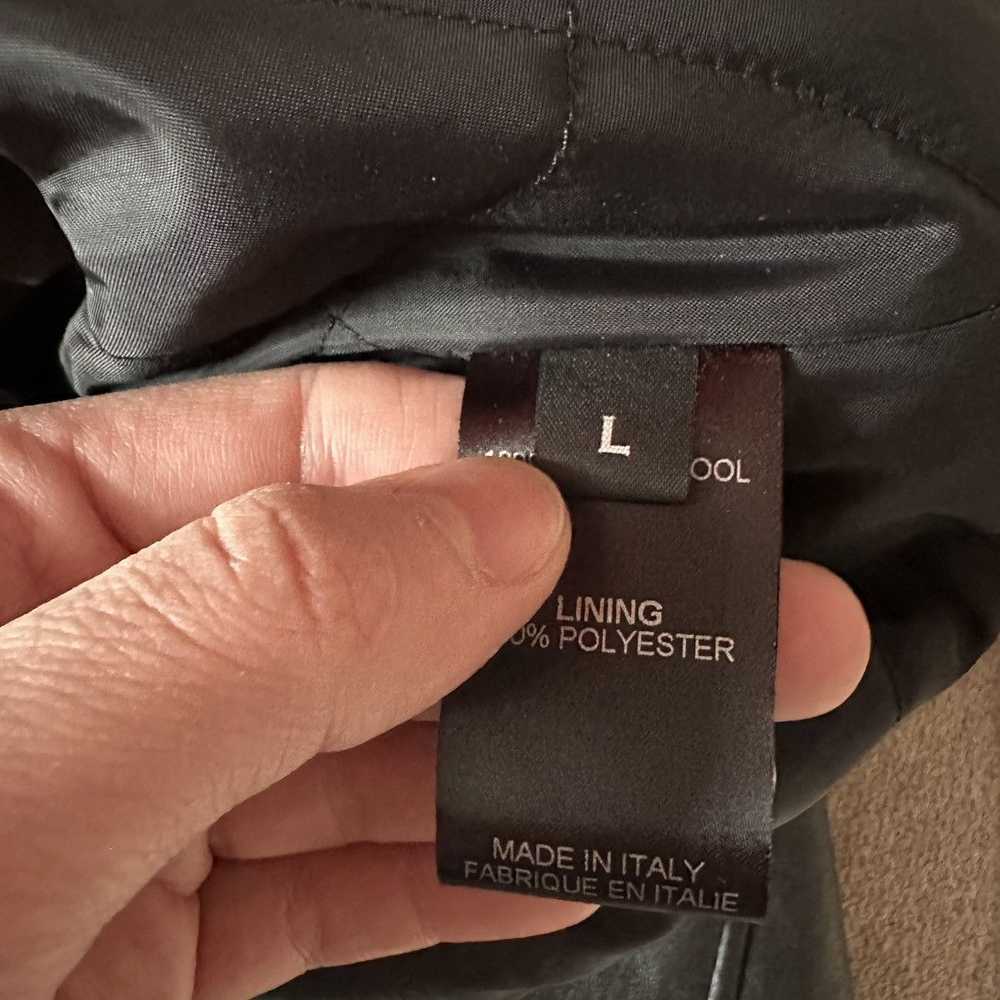 L
OOL
LINING
0% POLYESTER
MADE IN ITALY
FABRIQUE EN ITALIE